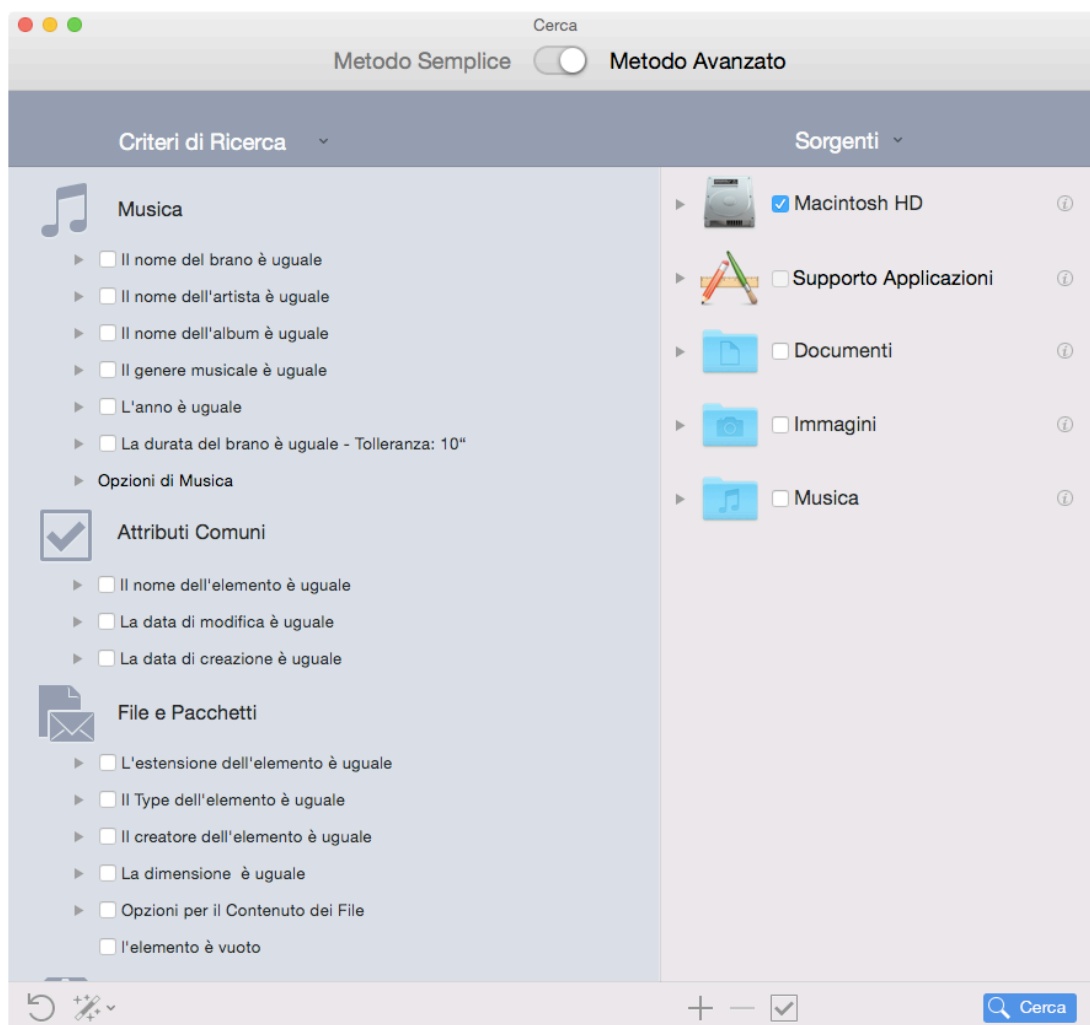 Cerca
Metodo Semplice Metodo Avanzato
Criteri di Ricerca
Sorgenti
Musica
Il nome del brano è uguale
Il nome dell'artista è uguale
Il nome dell'album è uguale
Il genere musicale è uguale
L'anno è uguale
La durata del brano è uguale - Tolleranza: 10“
Opzioni di Musica
Attributi Comuni
Il nome dell'elemento è uguale
La data di modifica è uguale
La data di creazione è uguale
File e Pacchetti
L'estensione dell'elemento è uguale
Il Type dell'elemento è uguale
Il creatore dell'elemento è uguale
La dimensione  è uguale
Opzioni per il Contenuto dei File
l'elemento è vuoto
Macintosh HD
Supporto Applicazioni
Documenti
Immagini
Musica
Cerca